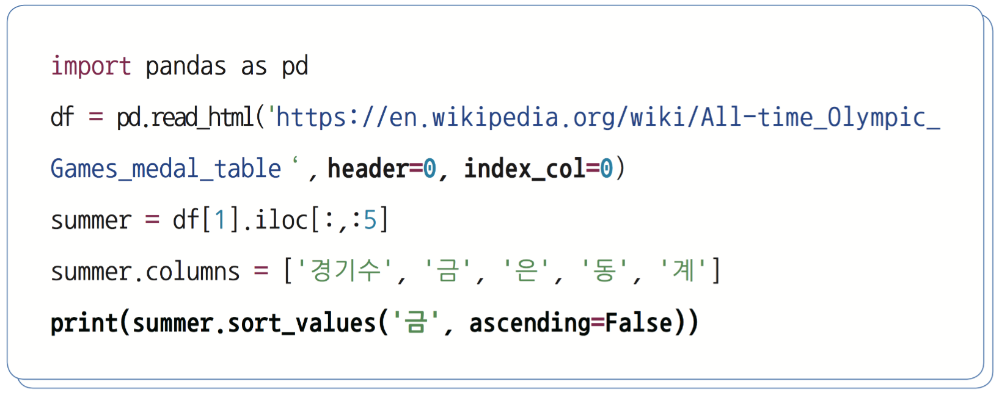 import pandas as pd
df = pd.read_html('https://en.wikipedia.org/wiki/All-time_Olympic_
Games_medal_table ‘, header=0, index_col=0)
summer = df[1].iloc[:,:5]
summer.columns = ['경기수', '금', '은', '동', '계']
print(summer.sort_values('금', ascending=False))